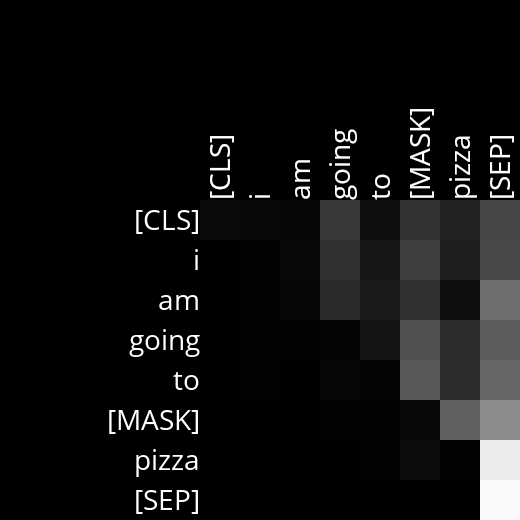 [CLS] i am going to [MASK] pizza [SEP]
[CLS]
i
am
going
to
[MASK]
pizza
[SEP]